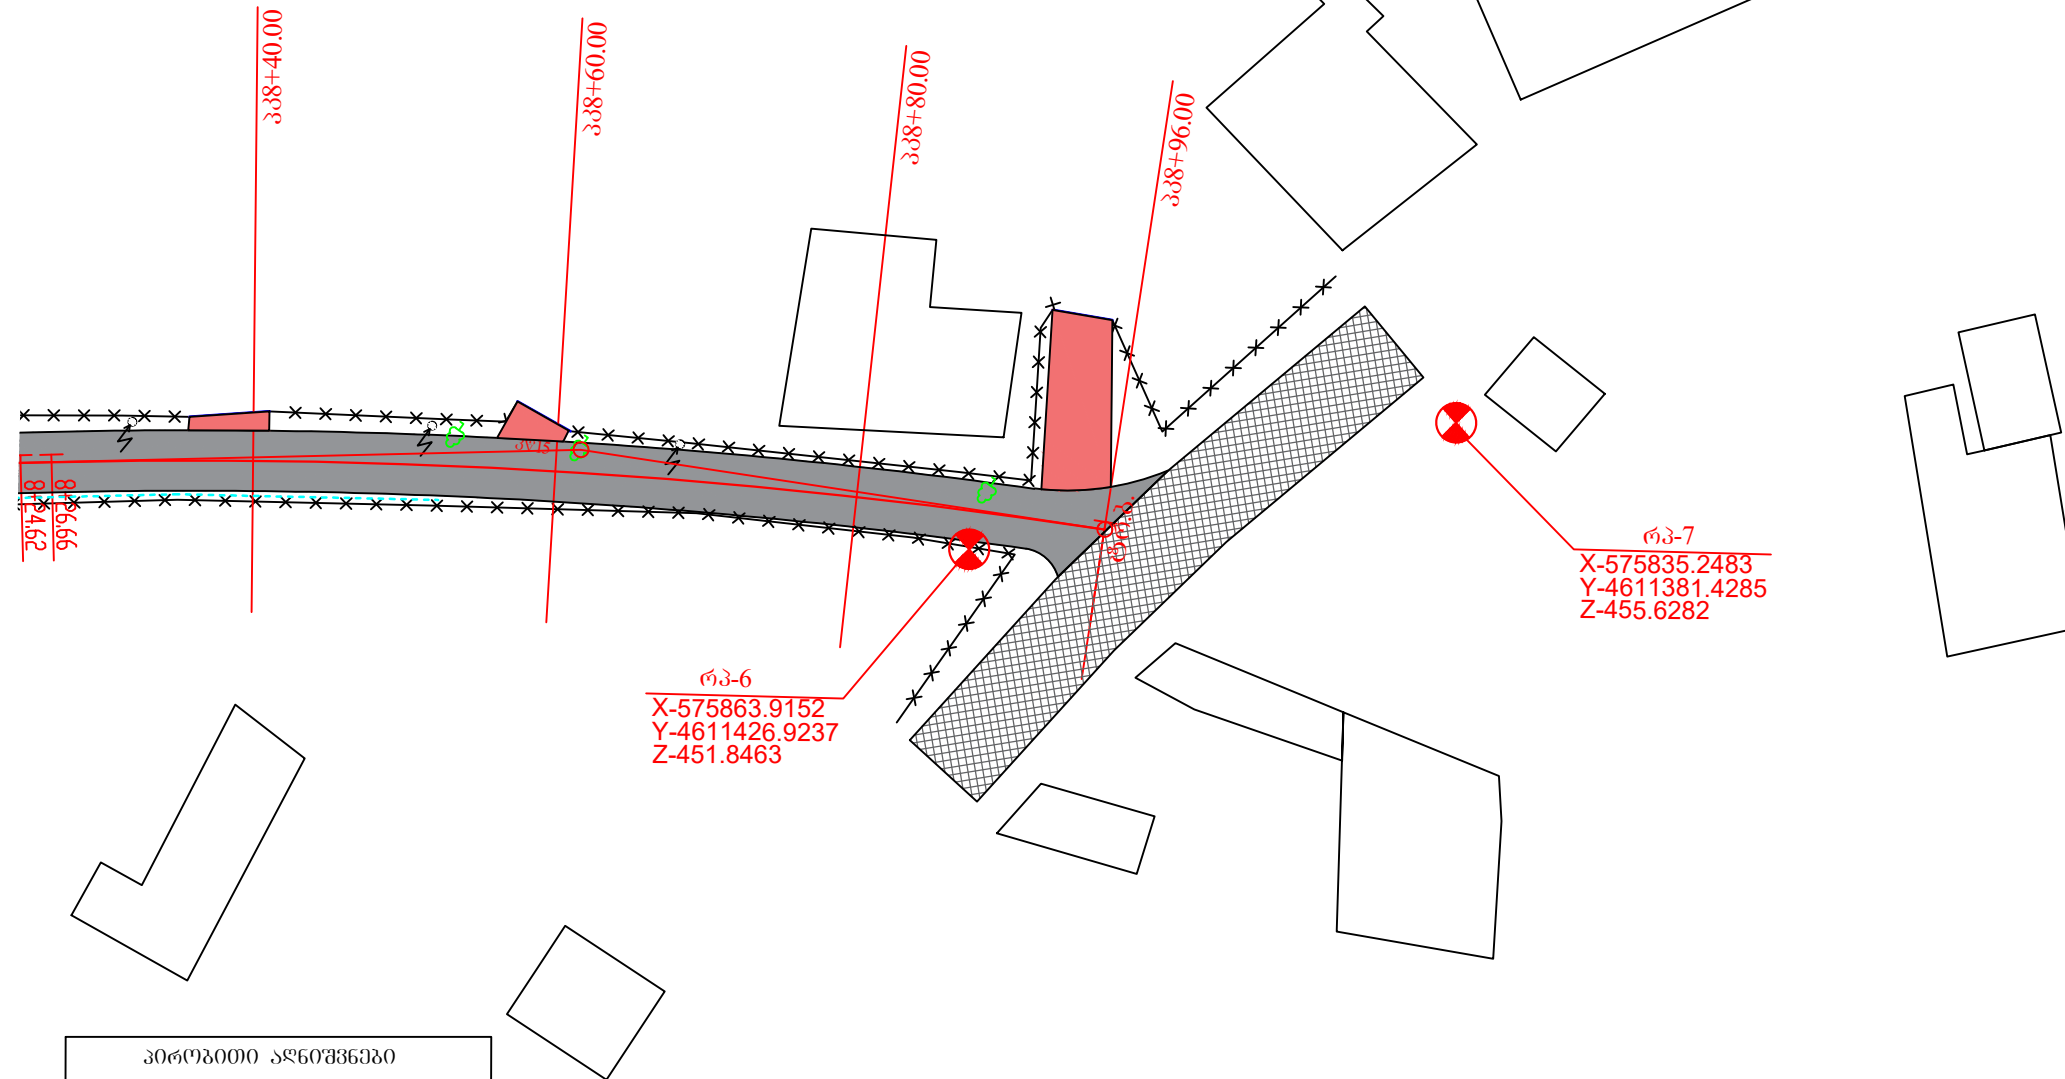 პკ8+40.00
პკ8+60.00
პკ8+80.00
პკ8+96.00
8+24.62
8+26.66
რპ-7
X-575835.2483
Y-4611381.4285
Z-455.6282
რპ-6
X-575863.9152
Y-4611426.9237
Z-451.8463
პირობითი აღნიშვნები